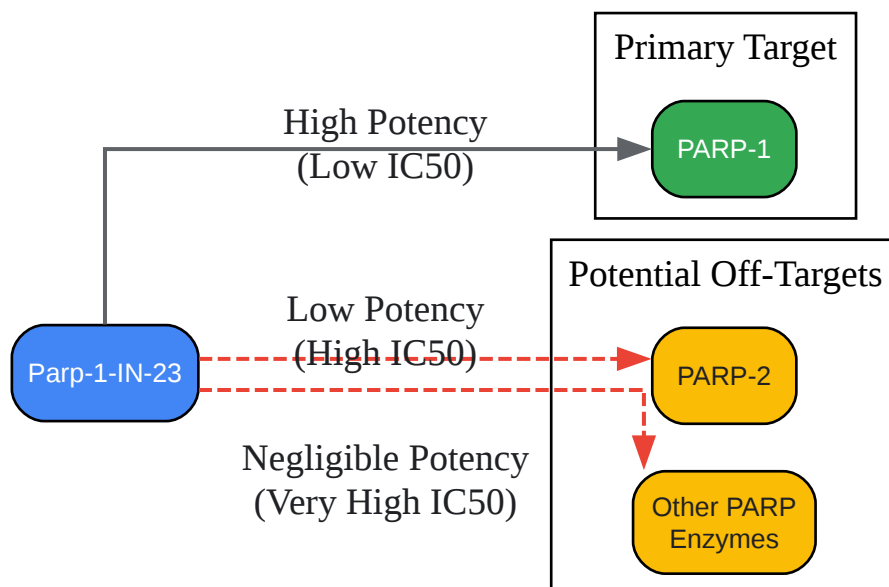 Primary Target
High Potency
(Low IC50)
PARP-1
Potential Off-Targets
Low Potency
(High IC50)
Parp-1-IN-23
PARP-2
Negligible Potency
(Very High IC50)
Other PARP
Enzymes